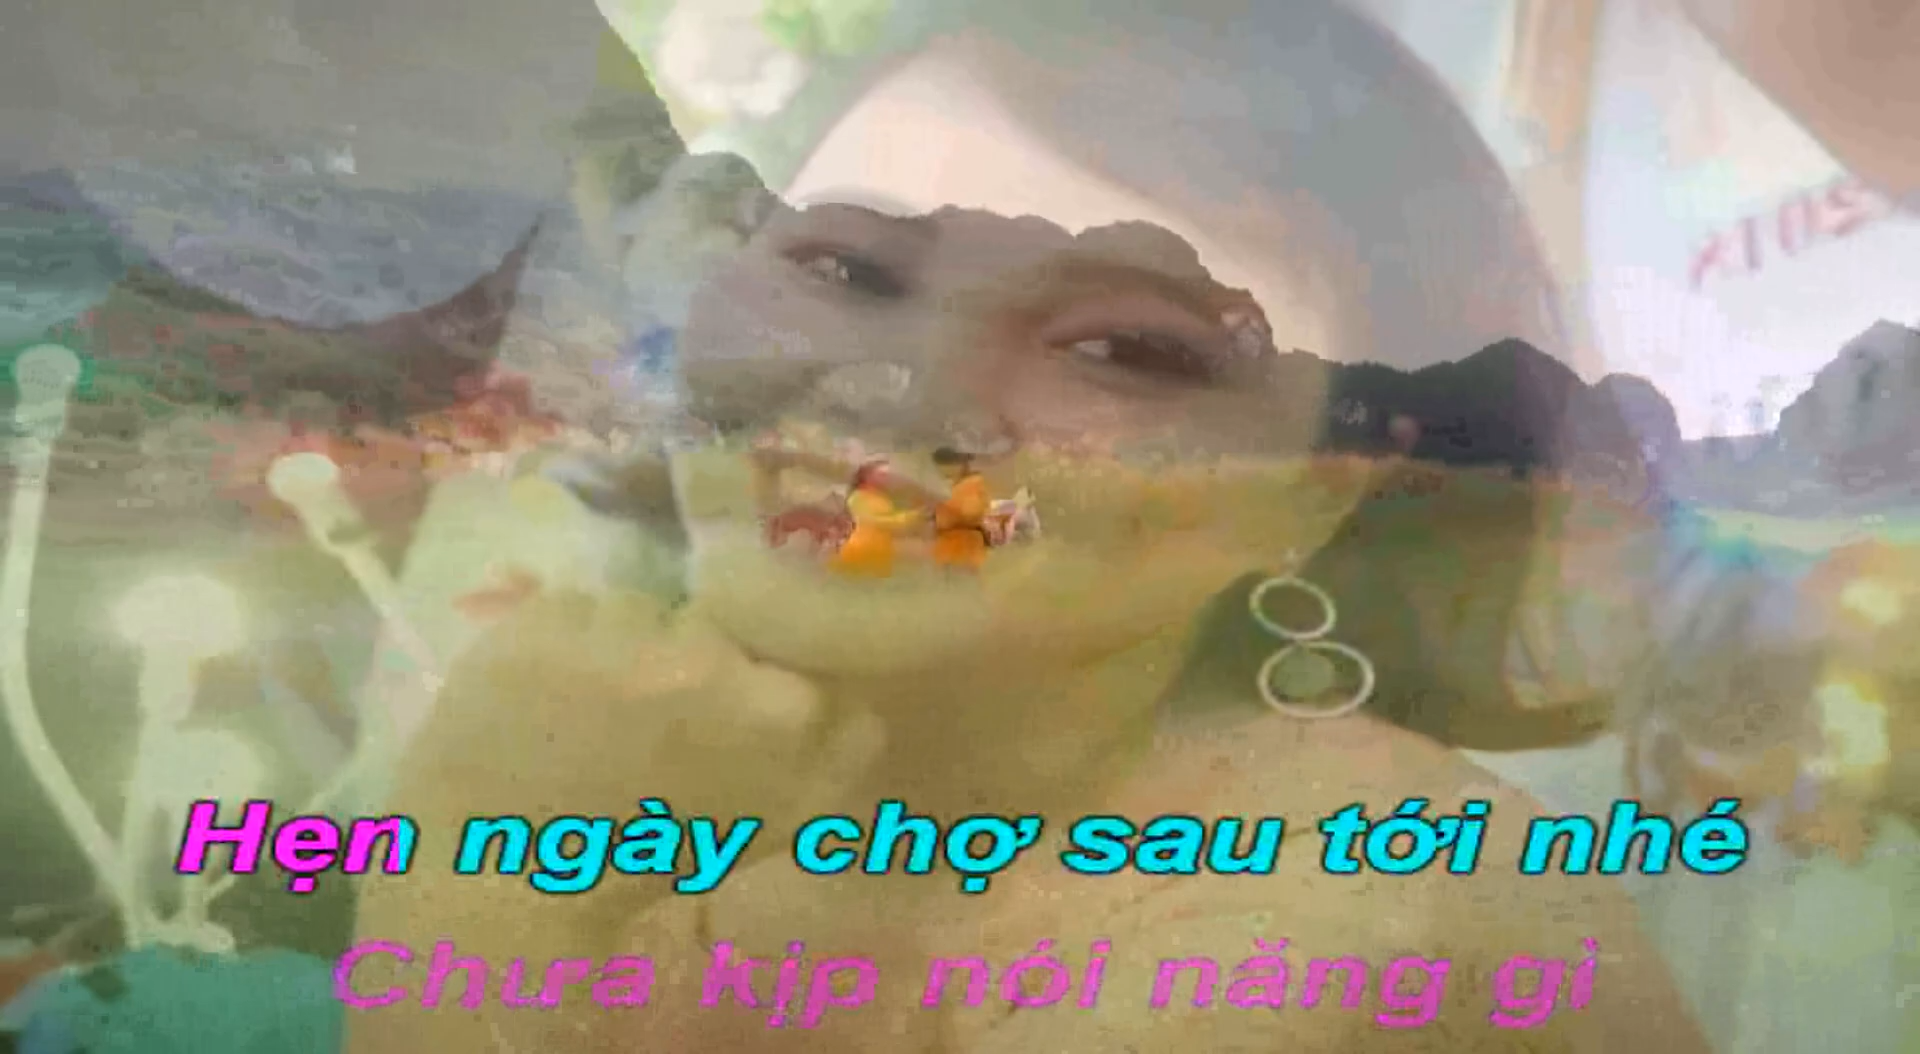 Hẹn ngày chợ sau tới nhé
Chưa kịp nói năng gì